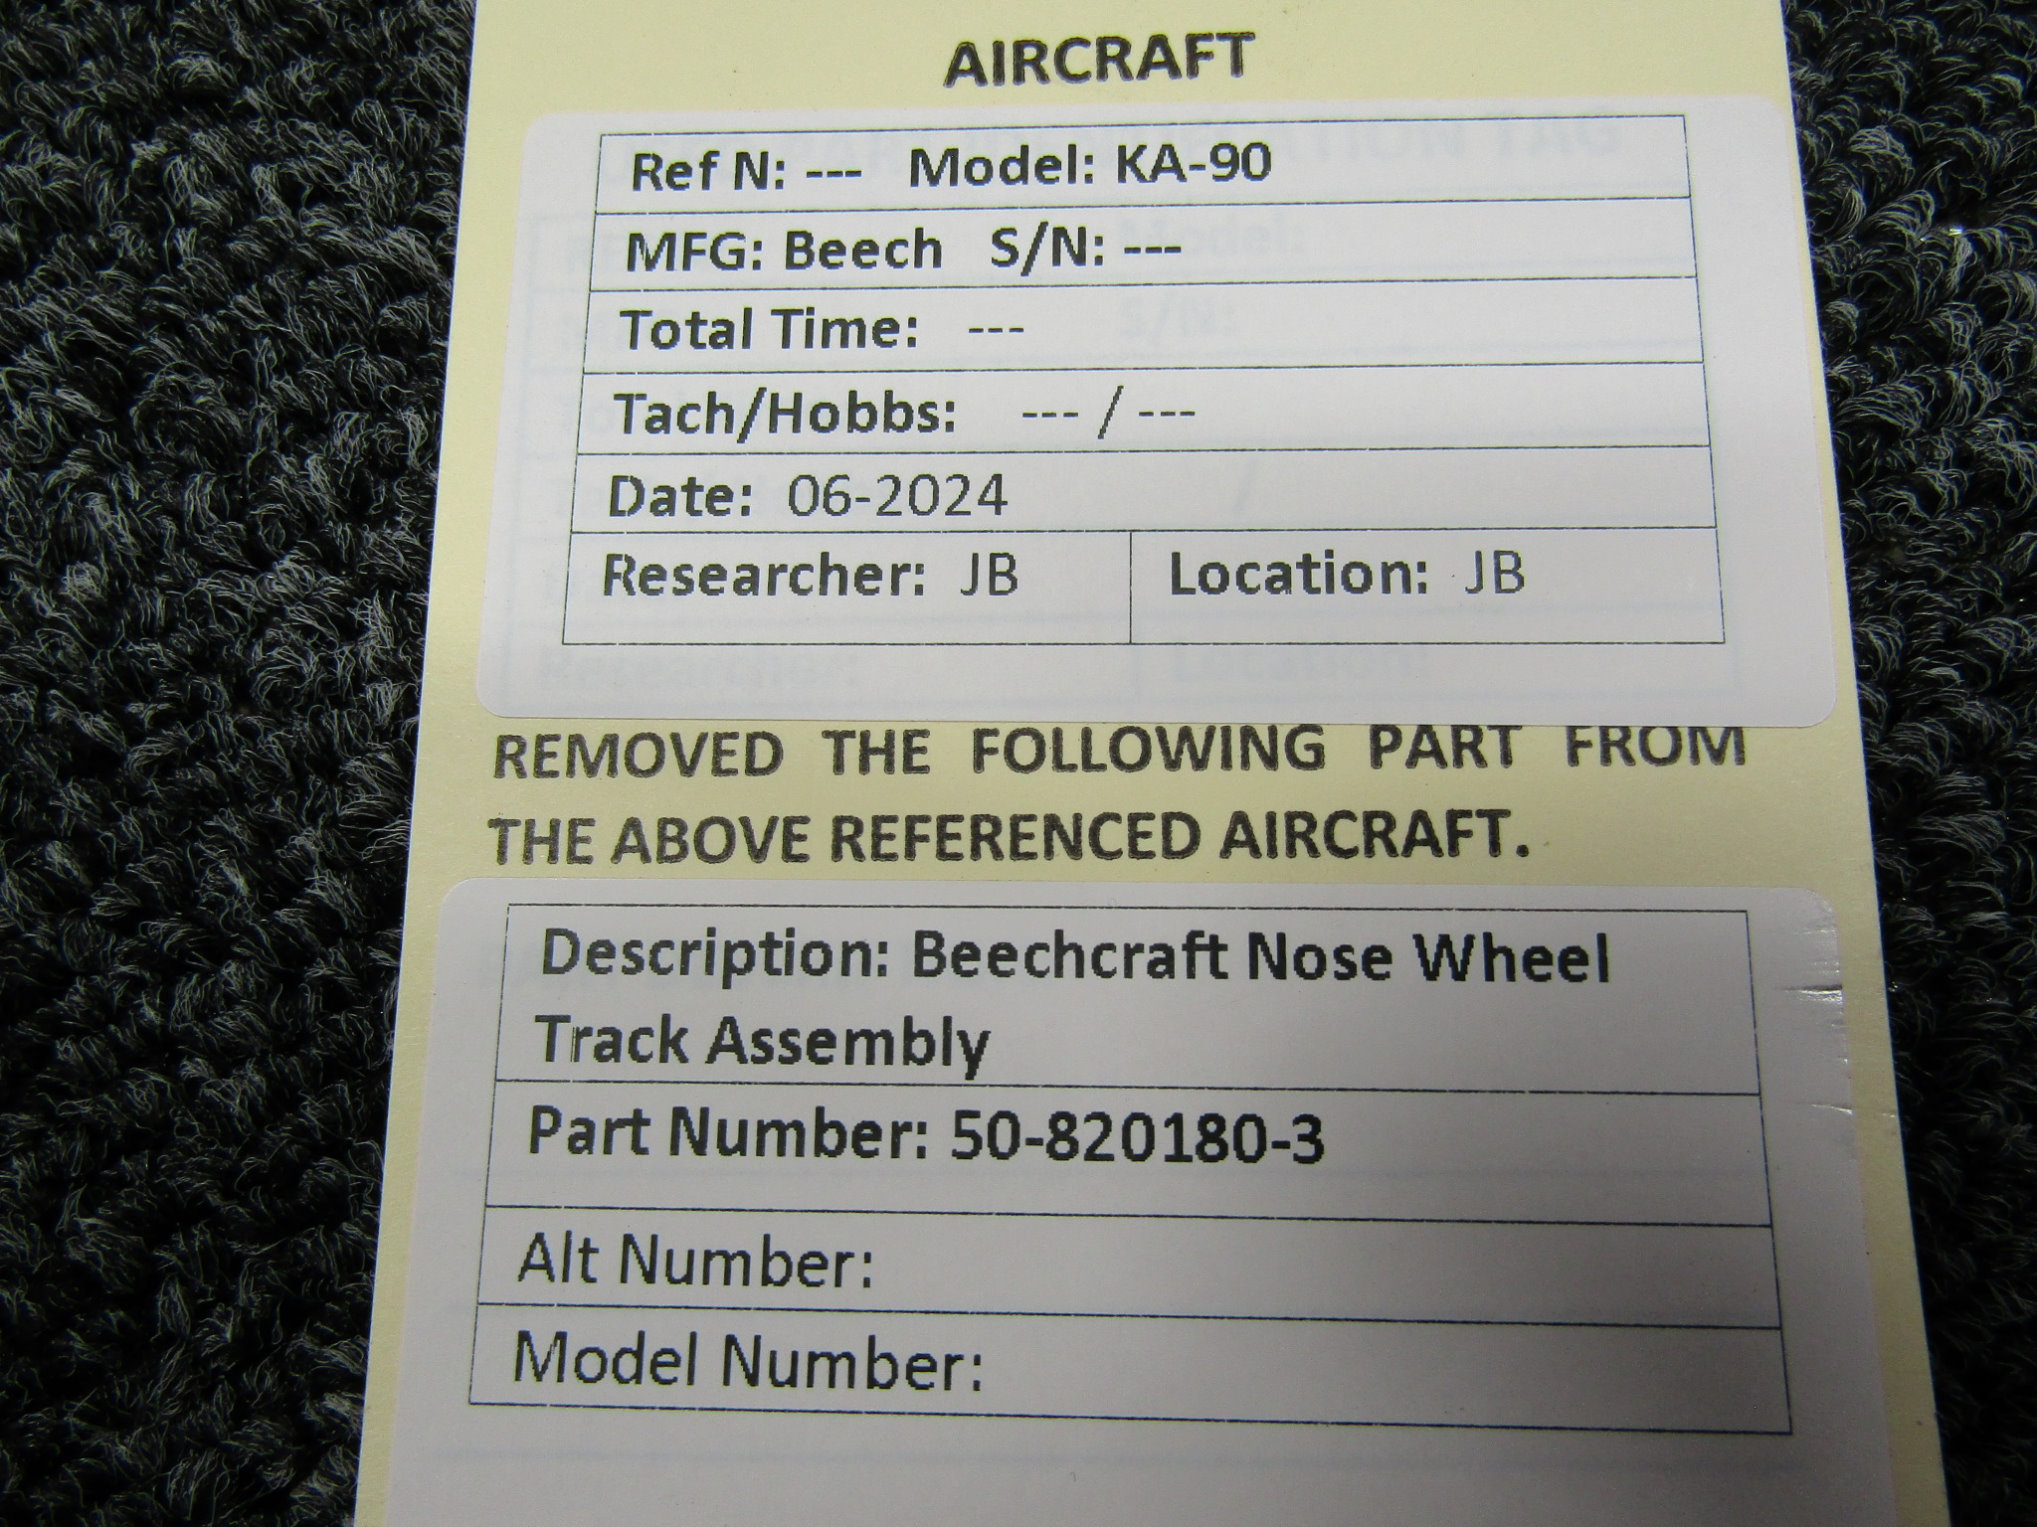 AIRCRAFT
Ref N: --- Model: KA-90
MFG: Beech S/N: ---
Total Time: ---
Tach/Hobbs: --- / ---
Date: 06-2024
Researcher: JB Location: JB
REMOVED THE FOLLOWING PART FROM
THE ABOVE REFERENCED AIRCRAFT.
Description: Beechcraft Nose Wheel
Track Assembly
Part Number: 50-820180-3
Alt Number:
Model Number: